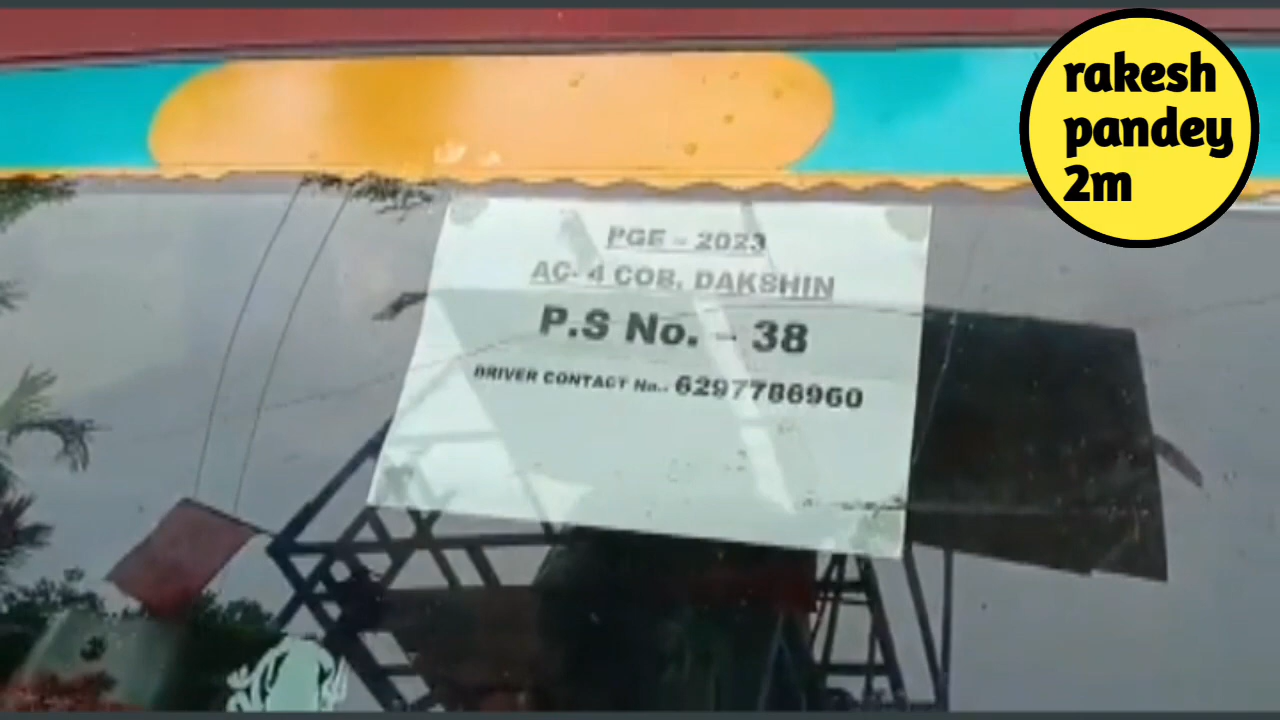 PGE - 2023
AC- 4 COB, DAKSHIN
P.S No. - 38
DRIVER CONTACT No.. 6297786960
rakesh
pandey
2m